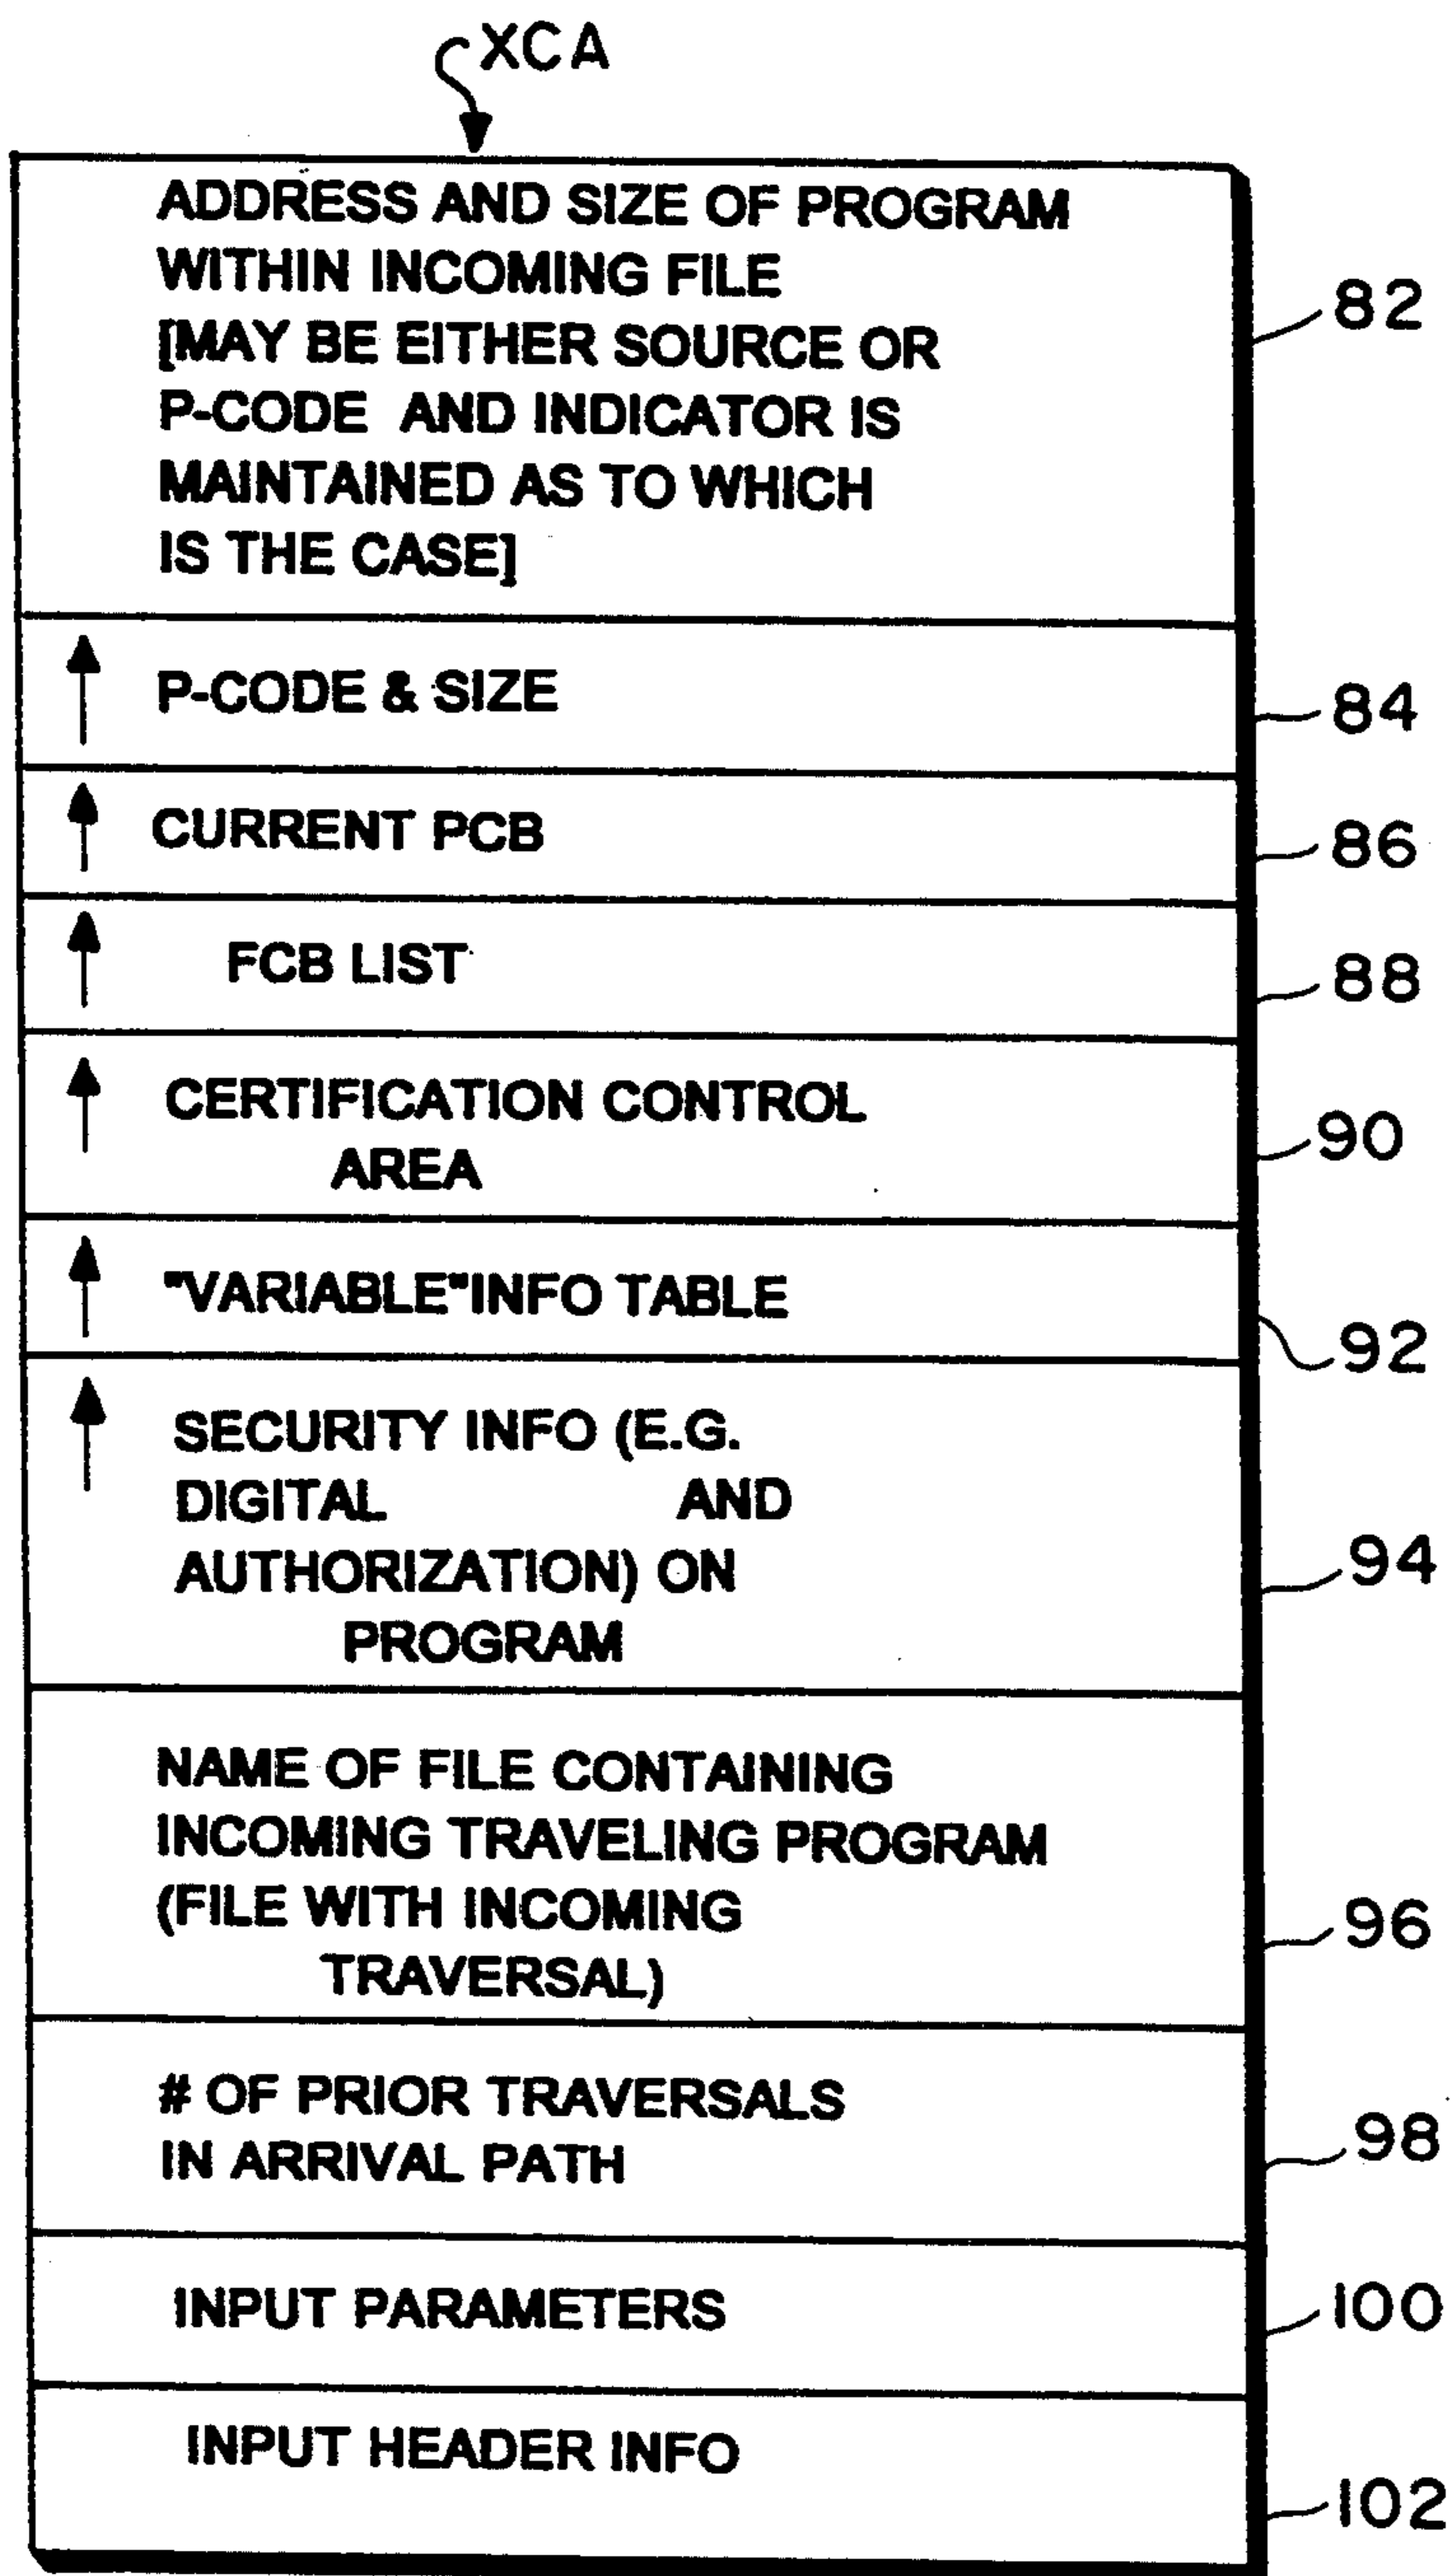 XCA
ADDRESS AND SIZE OF PROGRAM
WITHIN INCOMING FILE
[MAY BE EITHER SOURCE OR
P-CODE AND INDICATOR IS
MAINTAINED AS TO WHICH
IS THE CASE]
82
P-CODE & SIZE
84
CURRENT PCB
86
FCB LIST
88
CERTIFICATION CONTROL
AREA
90
"VARIABLE"INFO TABLE
92
SECURITY INFO (E.G.
DIGITAL AND
AUTHORIZATION) ON
PROGRAM
94
NAME OF FILE CONTAINING
INCOMING TRAVELING PROGRAM
(FILE WITH INCOMING
TRAVERSAL)
96
# OF PRIOR TRAVERSALS
IN ARRIVAL PATH
98
INPUT PARAMETERS
100
INPUT HEADER INFO
102